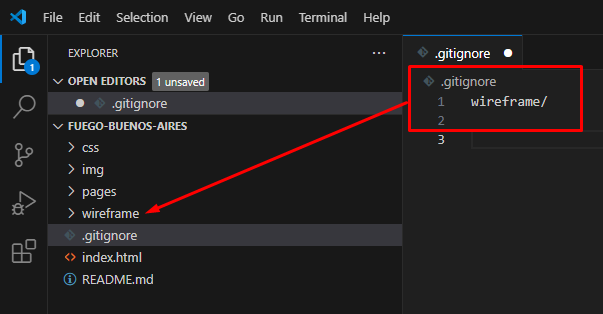 File Edit Selection View Go Run Terminal Help
EXPLORER ···
OPEN EDITORS 1 unsaved
.gitignore
FUEGO-BUENOS-AIRES
css
img
pages
wireframe
.gitignore
index.html
README.md
1
.gitignore
.gitignore
1 wireframe/
2
3